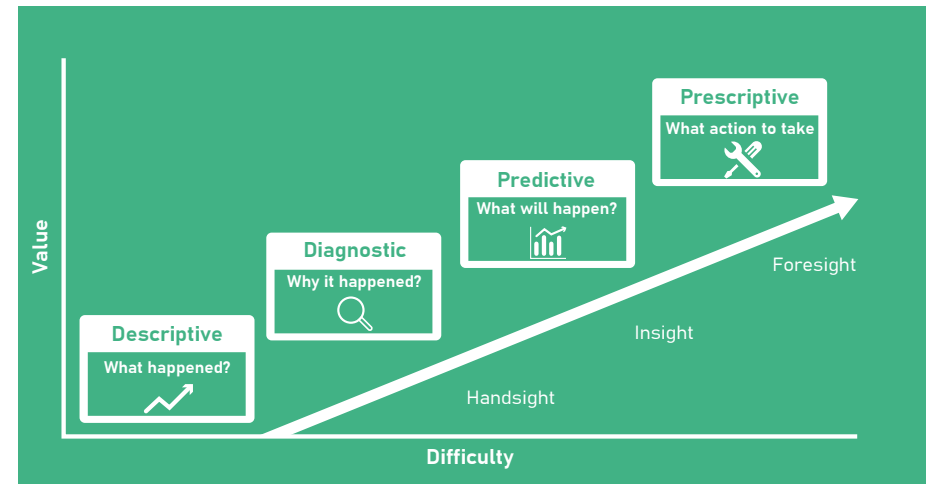 Prescriptive
What action to take
Predictive
What will happen?
Diagnostic
Why it happened?
Descriptive
What happened?
Value
Foresight
Insight
Handsight
Difficulty